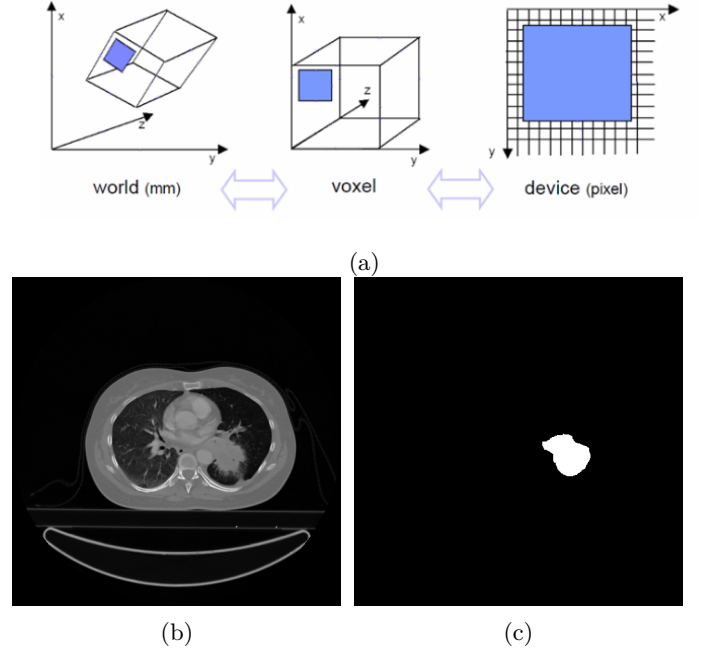 x
z
y
world (mm)
x
z
y
voxel
x
y
device (pixel)
(a)
(b)
(c)